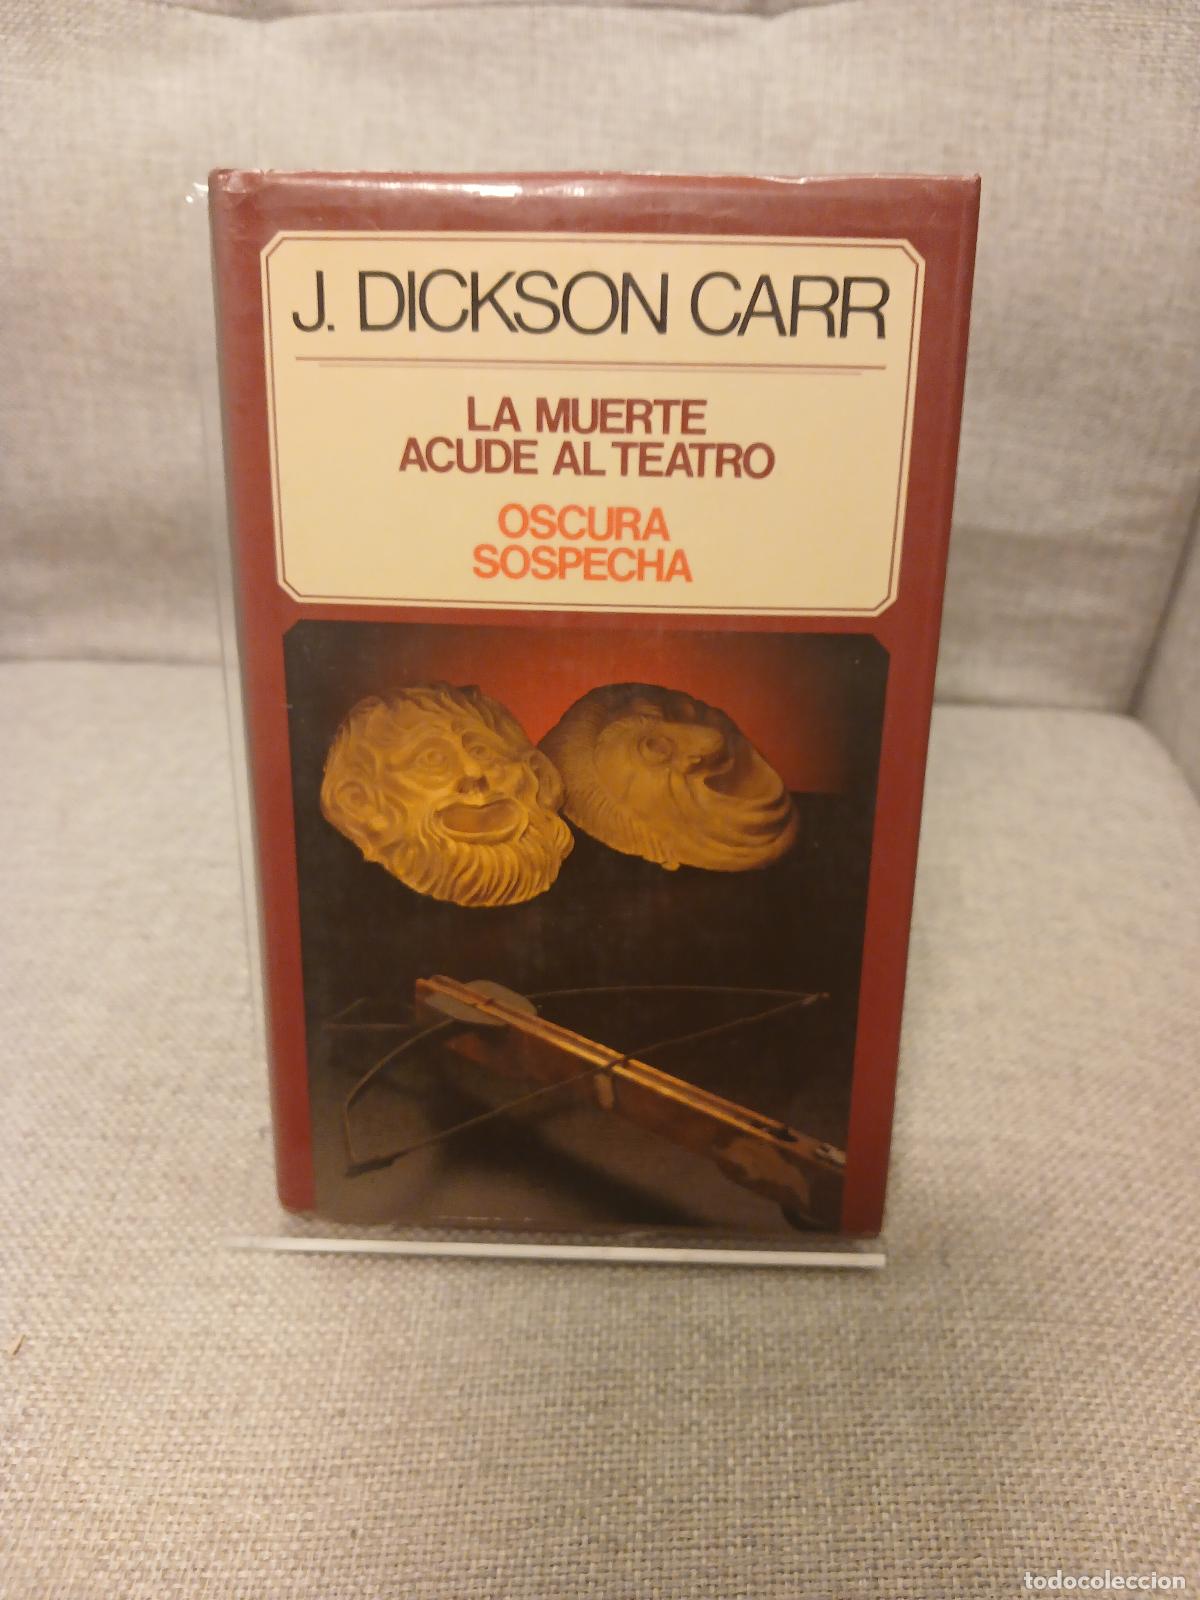 J. DICKSON CARR
LA MUERTE
ACUDE AL TEATRO
OSCURA
SOSPECHA
todocoleccion